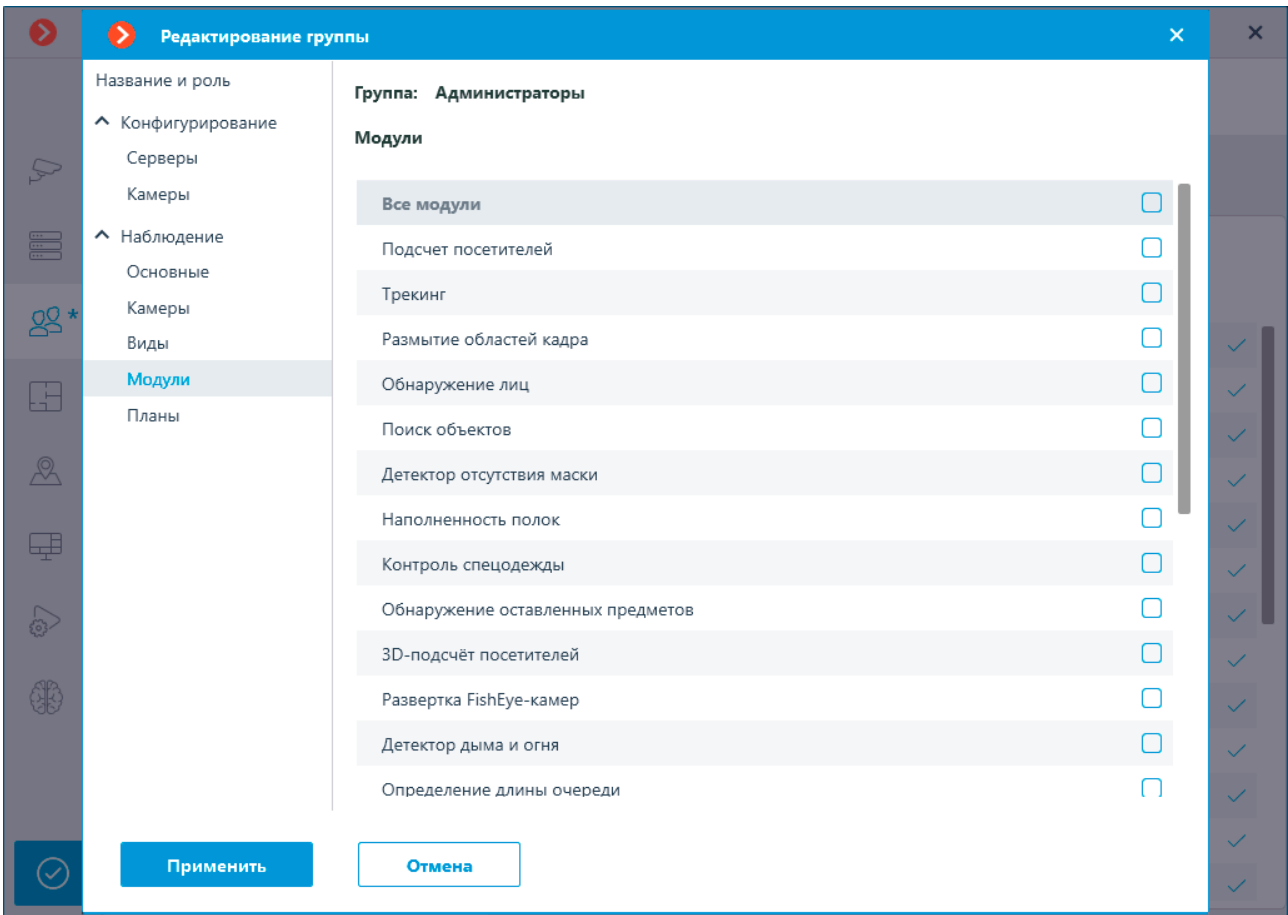 Редактирование группы
Название и роль
Конфигурирование
Серверы
Камеры
Наблюдение
Основные
Камеры
Виды
Модули
Планы
Группа: Администраторы
Модули
Все модули
Подсчет посетителей
Трекинг
Размытие областей кадра
Обнаружение лиц
Поиск объектов
Детектор отсутствия маски
Наполненность полок
Контроль спецодежды
Обнаружение оставленных предметов
3D-подсчёт посетителей
Развертка FishEye-камер
Детектор дыма и огня
Определение длины очереди
Применить
Отмена